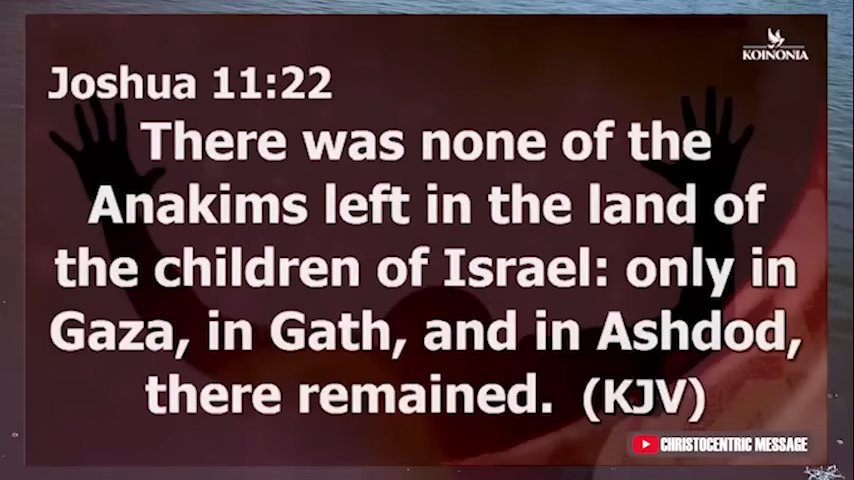 KOINONIA
Joshua 11:22
There was none of the
Anakims left in the land of
the children of Israel: only in
Gaza, in Gath, and in Ashdod,
there remained. (KJV)
CHRISTOCENTRIC MESSAGE